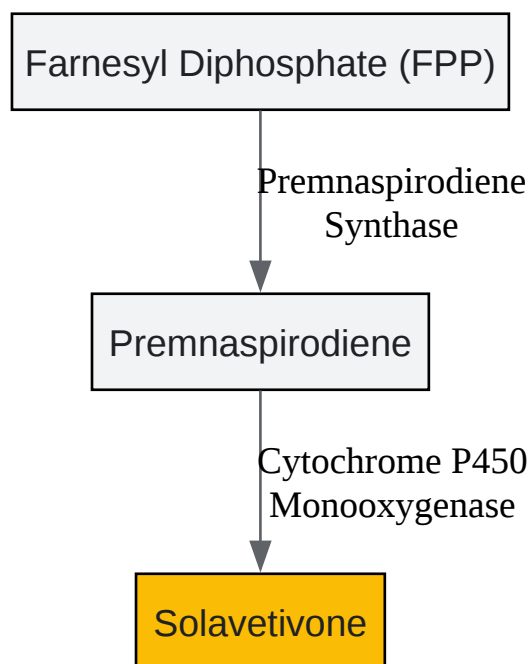 Farnesyl Diphosphate (FPP)
Premnaspirodiene
Synthase
Premnaspirodiene
Cytochrome P450
Monooxygenase
Solavetivone